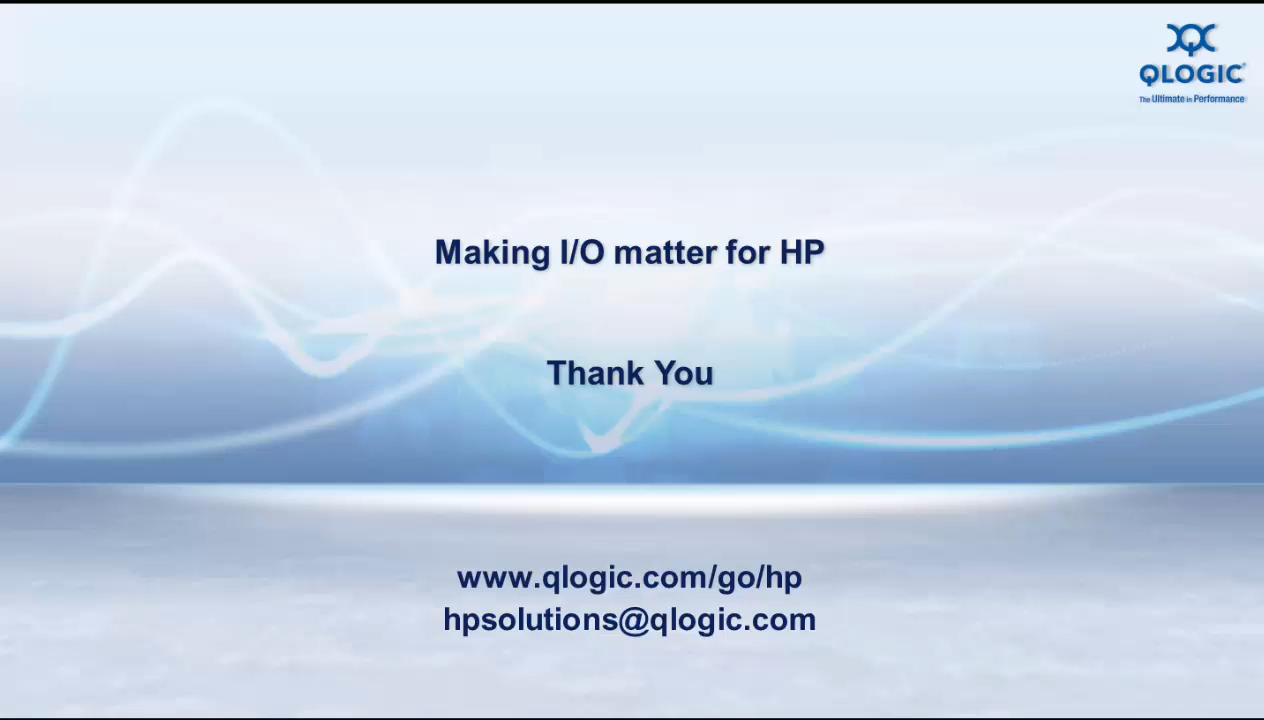 QLOGIC
The Ultimate in Performance
Making I/O matter for HP
Thank You
www.qlogic.com/go/hp
hpsolutions@qlogic.com